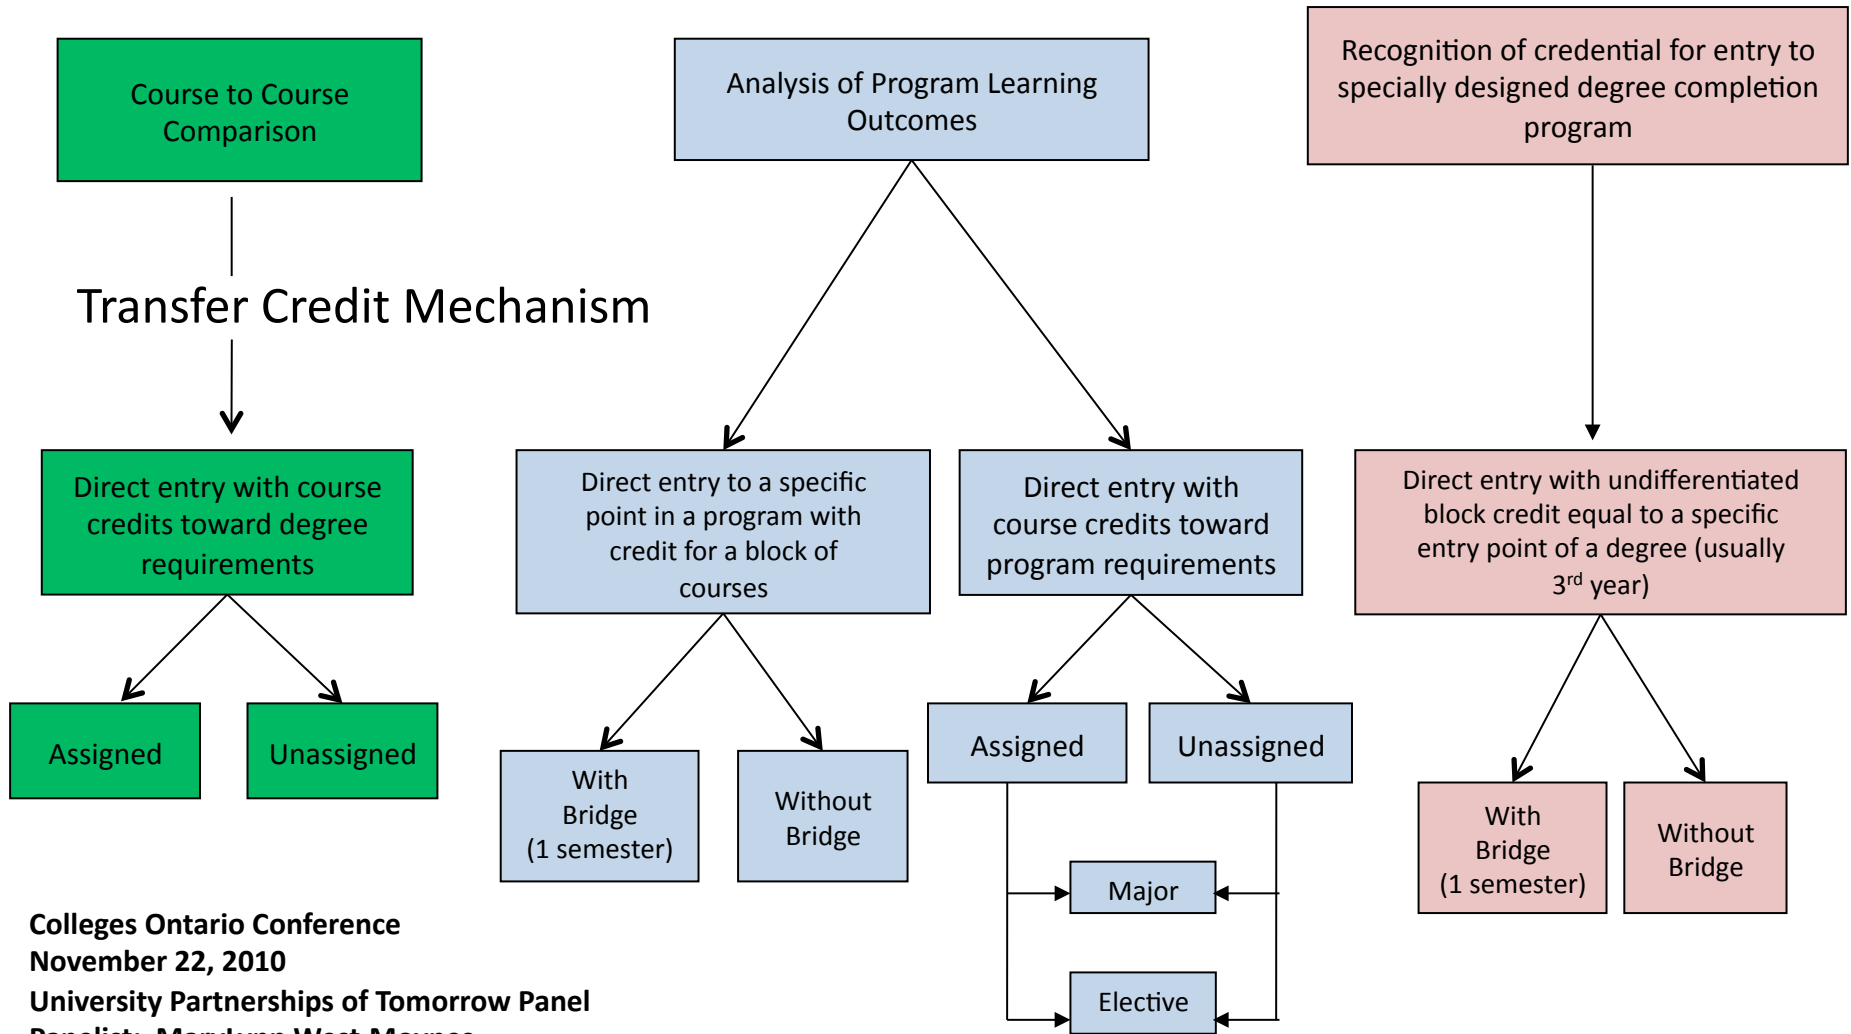 Course to Course
Comparison
Analysis of Program Learning
Outcomes
Recognition of credential for entry to
specially designed degree completion
program
Transfer Credit Mechanism
Direct entry with course
credits toward degree
requirements
Direct entry to a specific
point in a program with
credit for a block of
courses
Direct entry with
course credits toward
program requirements
Direct entry with undifferentiated
block credit equal to a specific
entry point of a degree (usually
3rd year)
Assigned
Unassigned
With
Bridge
(1 semester)
Without
Bridge
Assigned
Unassigned
Major
Elective
With
Bridge
(1 semester)
Without
Bridge
Colleges Ontario Conference
November 22, 2010
University Partnerships of Tomorrow Panel
Panelist: Marylynn West-Moynes